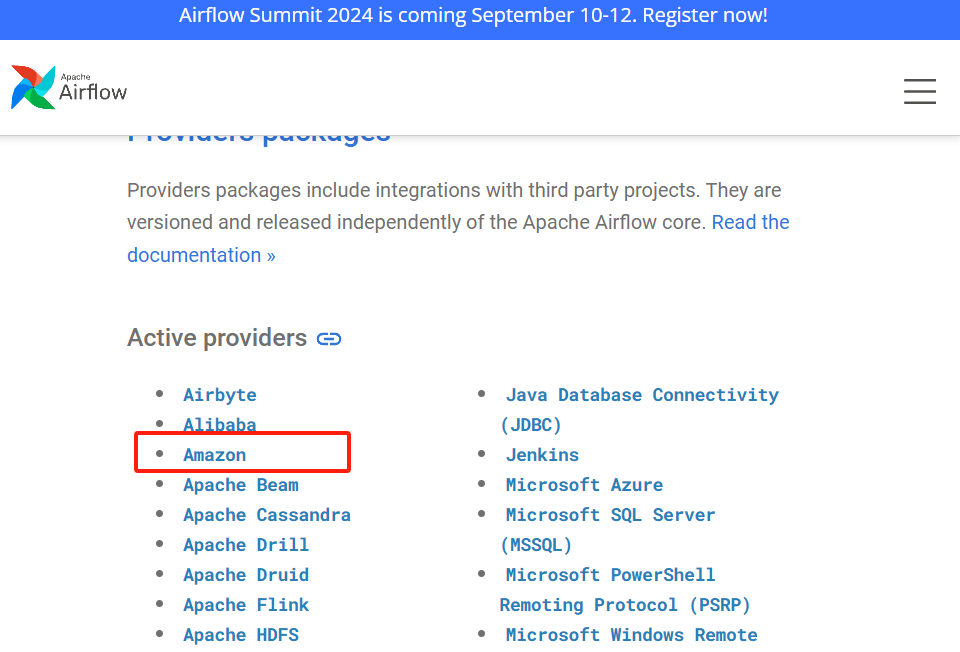 Airflow Summit 2024 is coming September 10-12. Register now!
Apache
Airflow
Providers packages
Providers packages include integrations with third party projects. They are
versioned and released independently of the Apache Airflow core. Read the
documentation »
Active providers
Airbyte
Alibaba
Amazon
Apache Beam
Apache Cassandra
Apache Drill
Apache Druid
Apache Flink
Apache HDFS
Java Database Connectivity
(JDBC)
Jenkins
Microsoft Azure
Microsoft SQL Server
(MSSQL)
Microsoft PowerShell
Remoting Protocol (PSRP)
Microsoft Windows Remote